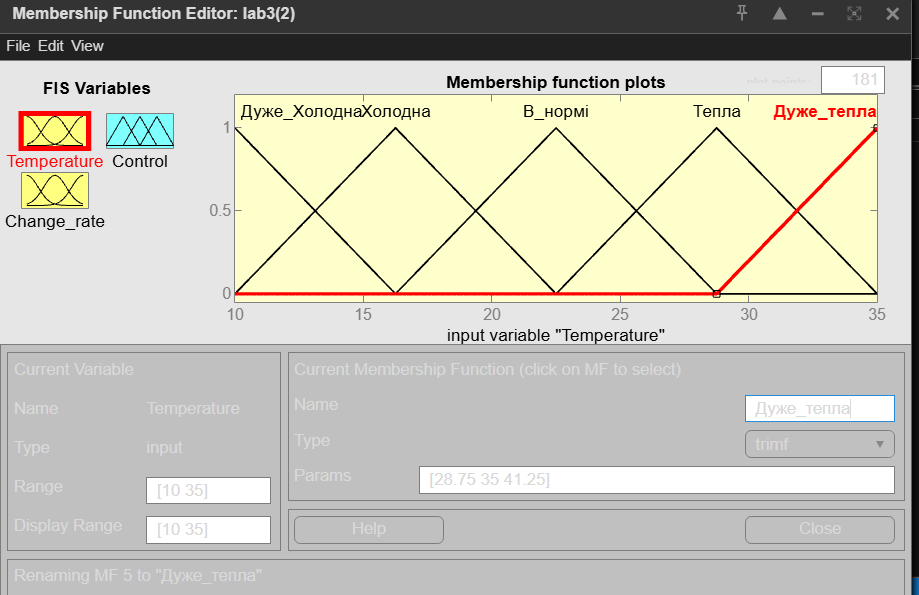 Membership Function Editor: lab3(2)
File Edit View
FIS Variables
Temperature
Control
Change_rate
Membership function plots
plot points:
181
Дуже_Холодна
Холодна
В_нормі
Тепла
Дуже_тепла
1
0.5
0
10 15 20 25 30 35
input variable "Temperature"
Current Variable
Name Temperature
Type input
Range [10 35]
Display Range [10 35]
Current Membership Function (click on MF to select)
Name Дуже_тепла
Type trimf
Params [28.75 35 41.25]
Help Close
Renaming MF 5 to "Дуже_тепла"